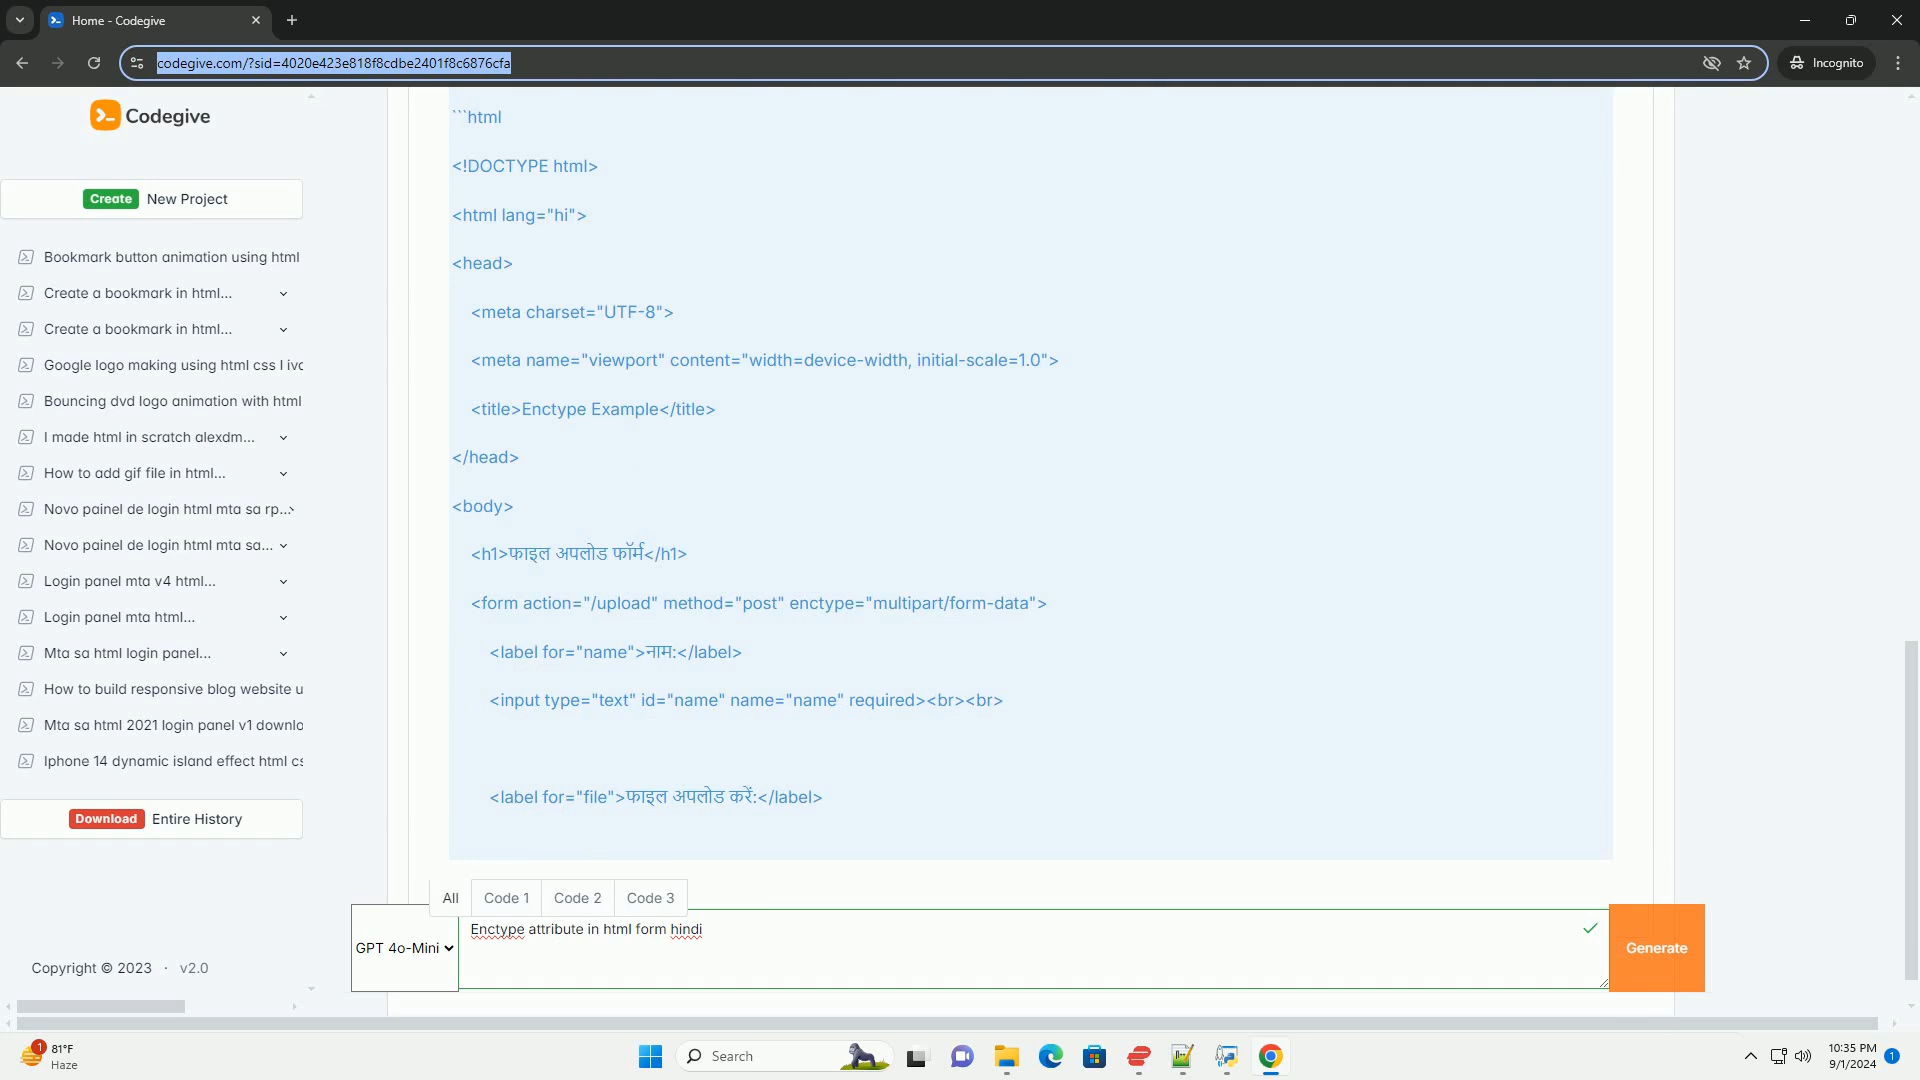 Home - Codegive
codegive.com/?sid=4020e423e818f8cdbe2401f8c6876cfa
Incognito
Codegive
Create New Project
Bookmark button animation using html
Create a bookmark in html...
Create a bookmark in html...
Google logo making using html css l ivc
Bouncing dvd logo animation with html
I made html in scratch alexdm...
How to add gif file in html...
Novo painel de login html mta sa rp...
Novo painel de login html mta sa...
Login panel mta v4 html...
Login panel mta html...
Mta sa html login panel...
How to build responsive blog website u
Mta sa html 2021 login panel v1 downlo
Iphone 14 dynamic island effect html cs
Download Entire History
Copyright © 2023 · v2.0
```html
<!DOCTYPE html>
<html lang="hi">
<head>
<meta charset="UTF-8">
<meta name="viewport" content="width=device-width, initial-scale=1.0">
<title>Enctype Example</title>
</head>
<body>
<h1>फाइल अपलोड फॉर्म</h1>
<form action="/upload" method="post" enctype="multipart/form-data">
<label for="name">नाम:</label>
<input type="text" id="name" name="name" required><br><br>
<label for="file">फाइल अपलोड करें:</label>
All Code 1 Code 2 Code 3
GPT 4o-Mini
Enctype attribute in html form hindi
Generate
1
81°F
Haze
Search
10:35 PM
9/1/2024
1